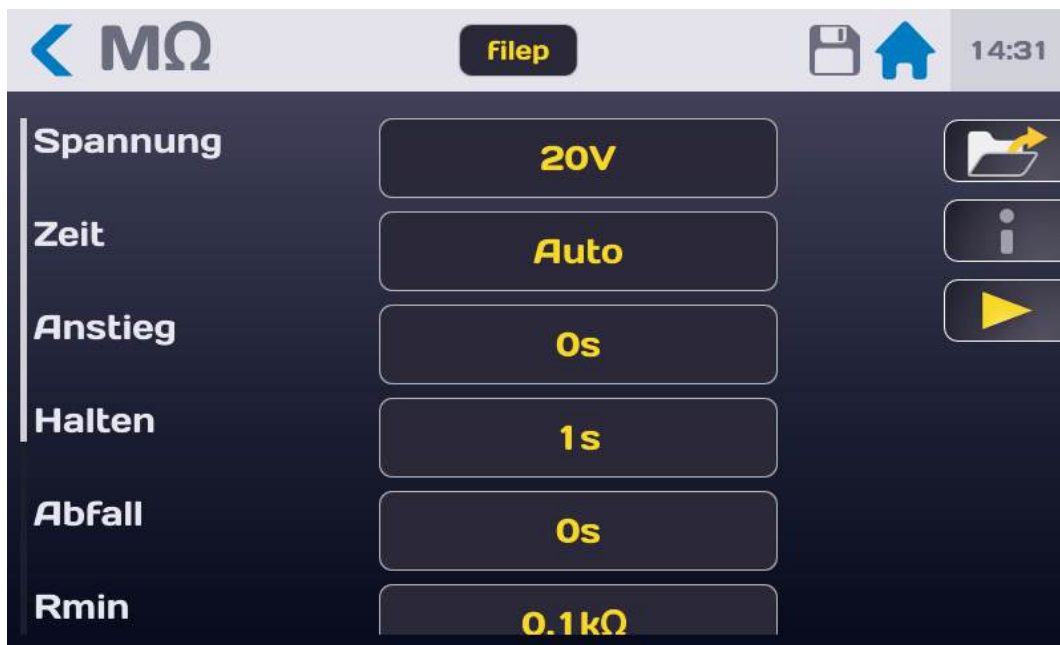 MΩ
filep
14:31
Spannung
20V
Zeit
Auto
Anstieg
0s
Halten
1s
Abfall
0s
Rmin
0.1kΩ